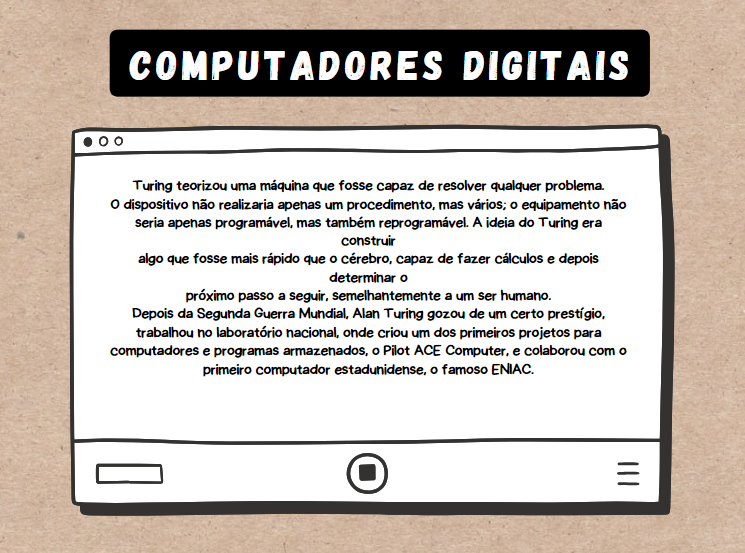 COMPUTADORES DIGITAIS
Turing teorizou uma máquina que fosse capaz de resolver qualquer problema.
O dispositivo não realizaria apenas um procedimento, mas vários; o equipamento não
seria apenas programável, mas também reprogramável. A ideia do Turing era
construir
algo que fosse mais rápido que o cérebro, capaz de fazer cálculos e depois
determinar o
próximo passo a seguir, semelhantemente a um ser humano.
Depois da Segunda Guerra Mundial, Alan Turing gozou de um certo prestígio,
trabalhou no laboratório nacional, onde criou um dos primeiros projetos para
computadores e programas armazenados, o Pilot ACE Computer, e colaborou com o
primeiro computador estadunidense, o famoso ENIAC.